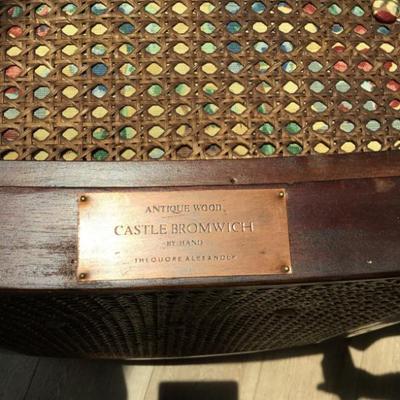 ANTIQUE WOOD
CASTLE BROMWICH
BY HAND
THEODORE ALEXANDER